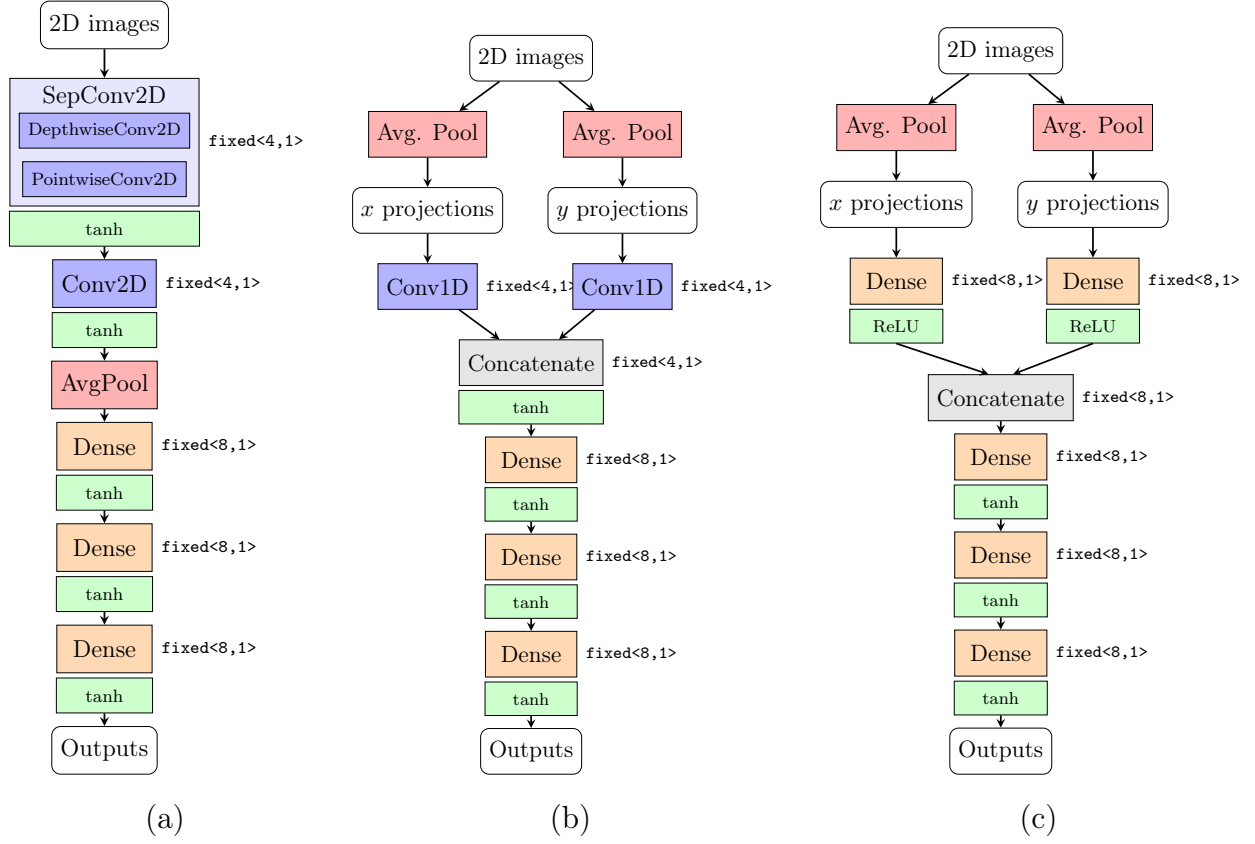 2D images
SepConv2D
DepthwiseConv2D
fixed<4,1>
PointwiseConv2D
tanh
Conv2D
fixed<4,1>
tanh
AvgPool
Dense
fixed<8,1>
tanh
Dense
fixed<8,1>
tanh
Dense
fixed<8,1>
tanh
Outputs
(a)
2D images
Avg. Pool
Avg. Pool
x projections
y projections
Conv1D
fixed<4,1>
Conv1D
fixed<4,1>
Concatenate
fixed<4,1>
tanh
Dense
fixed<8,1>
tanh
Dense
fixed<8,1>
tanh
Dense
fixed<8,1>
tanh
Outputs
(b)
2D images
Avg. Pool
Avg. Pool
x projections
y projections
Dense
fixed<8,1>
Dense
fixed<8,1>
ReLU
ReLU
Concatenate
fixed<8,1>
Dense
fixed<8,1>
tanh
Dense
fixed<8,1>
tanh
Dense
fixed<8,1>
tanh
Outputs
(c)